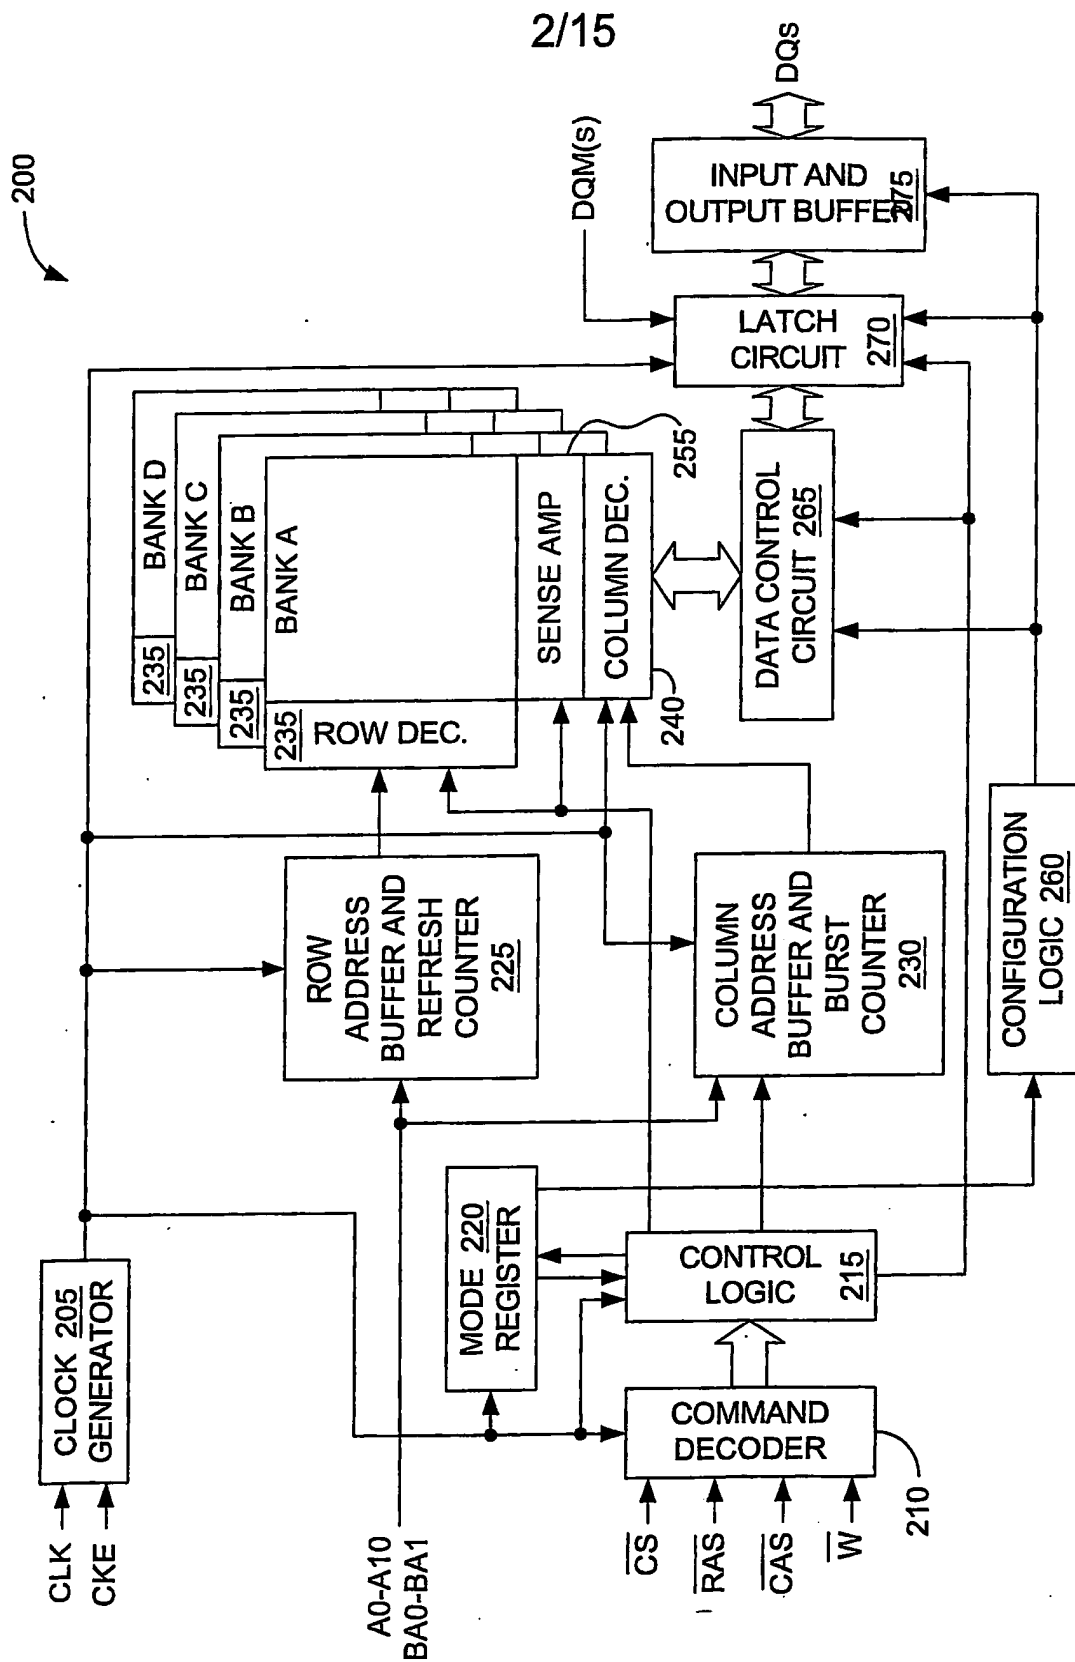 2/15
200
CLK
CKE
CLOCK 205
GENERATOR
A0-A10
BA0-BA1
CS
RAS
CAS
W
COMMAND
DECODER
210
MODE 220
REGISTER
CONTROL
LOGIC 215
ROW
ADDRESS
BUFFER AND
REFRESH
COUNTER
225
COLUMN
ADDRESS
BUFFER AND
BURST
COUNTER
230
CONFIGURATION
LOGIC 260
BANK D
235
BANK C
235
BANK B
235
BANK A
235
ROW DEC.
SENSE AMP
COLUMN DEC.
240
255
DATA CONTROL
CIRCUIT 265
LATCH
CIRCUIT 270
DQM(s)
INPUT AND
OUTPUT BUFFER
275
DQs